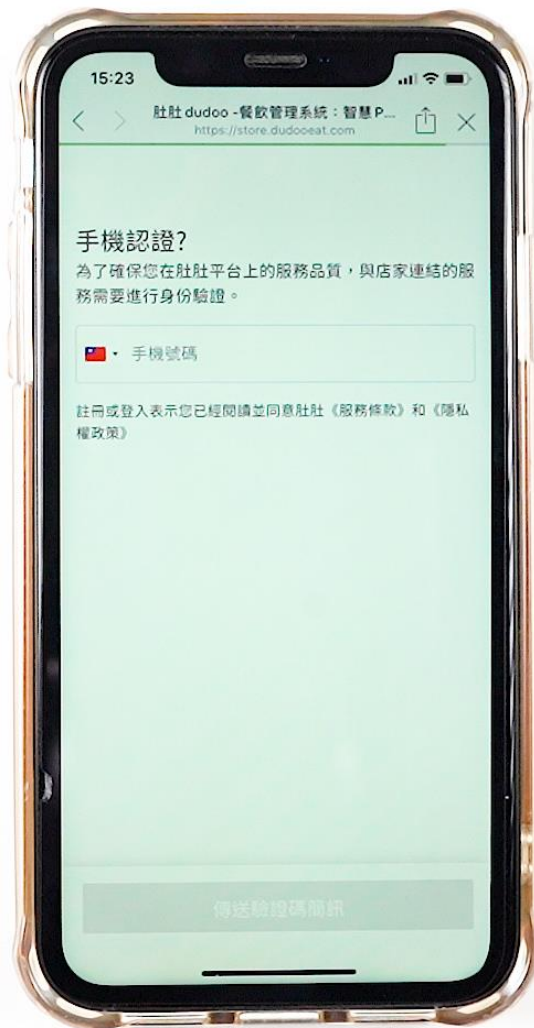 15:23
肚肚 dudoo -餐飲管理系統：智慧 P...
https://store.dudooeat.com
手機認證?
為了確保您在肚肚平台上的服務品質，與店家連結的服
務需要進行身份驗證。
手機號碼
註冊或登入表示您已經閱讀並同意肚肚《服務條款》和《隱私
權政策》
傳送驗證碼簡訊